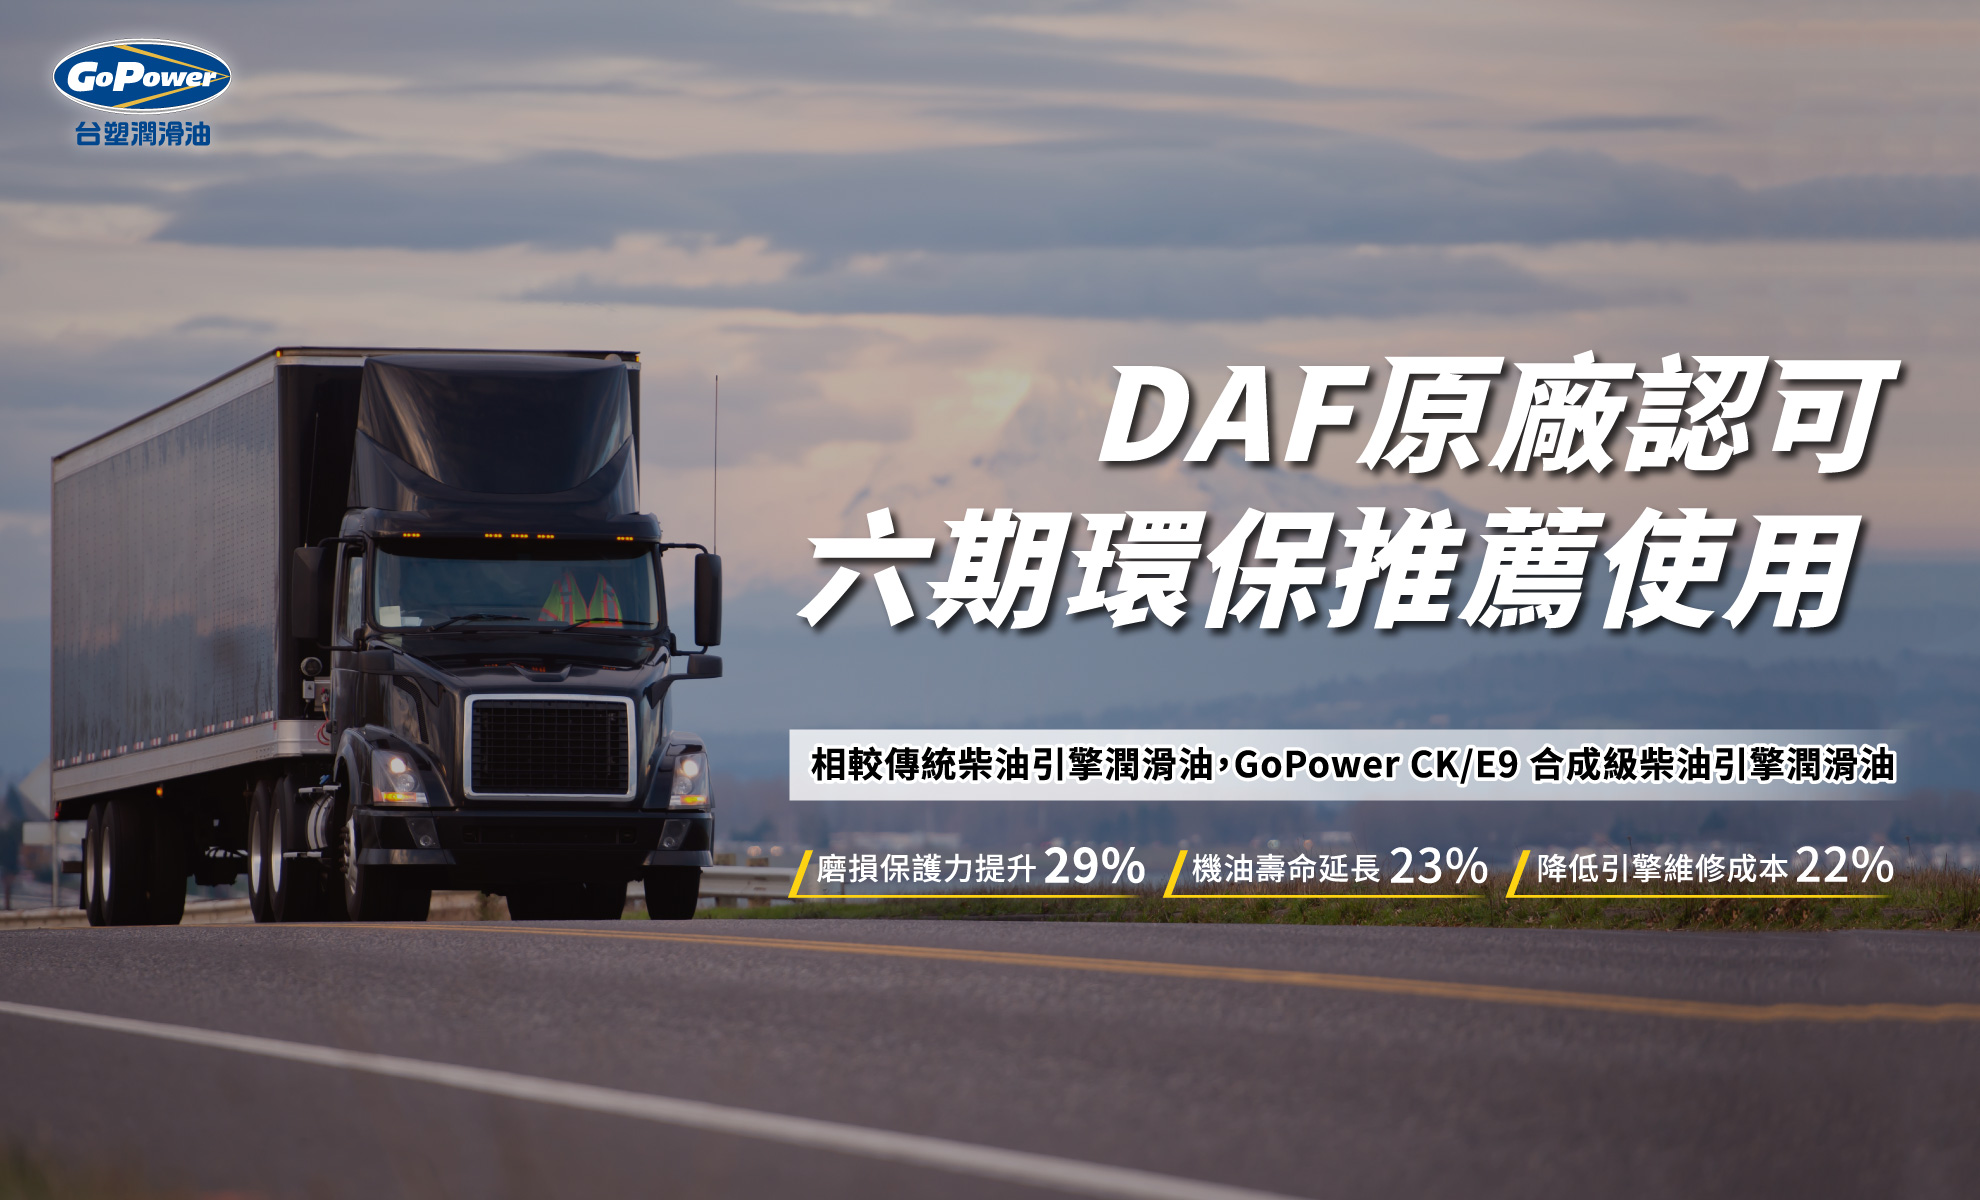 GoPower
台塑潤滑油
DAF原廠認可
六期環保推薦使用
相較傳統柴油引擎潤滑油，GoPower CK/E9 合成級柴油引擎潤滑油
磨損保護力提升 29%
機油壽命延長 23%
降低引擎維修成本 22%